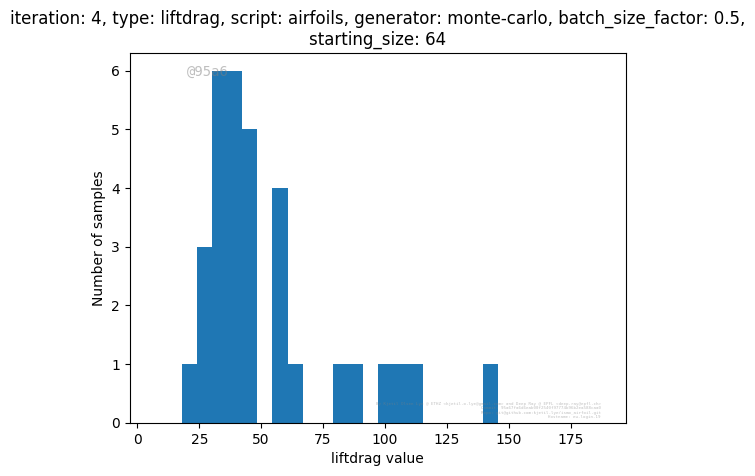 iteration: 4, type: liftdrag, script: airfoils, generator: monte-carlo, batch_size_factor: 0.5,
starting_size: 64
6
5
4
3
2
1
0
Number of samples
@95a6
0 25 50 75 100 125 150 175
liftdrag value